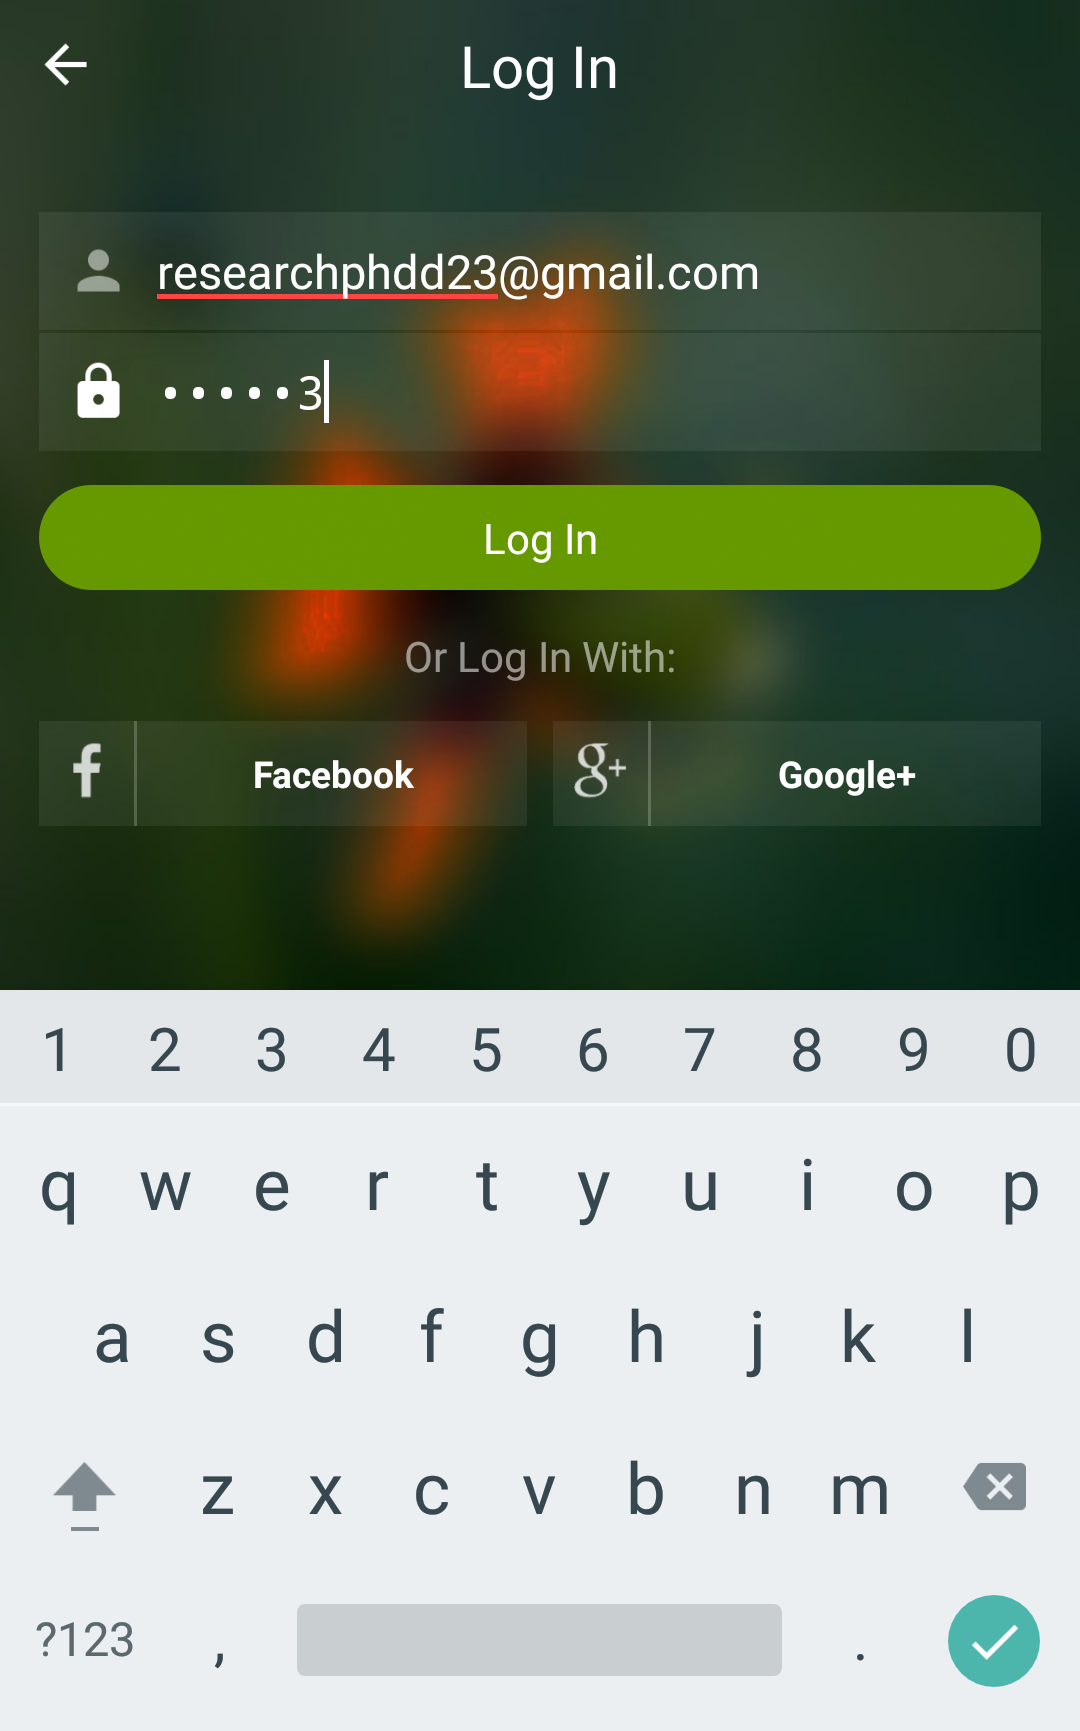 Log In
researchphdd23@gmail.com
•••••3
Log In
Or Log In With:
f Facebook g+ Google+
1 2 3 4 5 6 7 8 9 0
q w e r t y u i o p
a s d f g h j k l
z x c v b n m
?123 , .